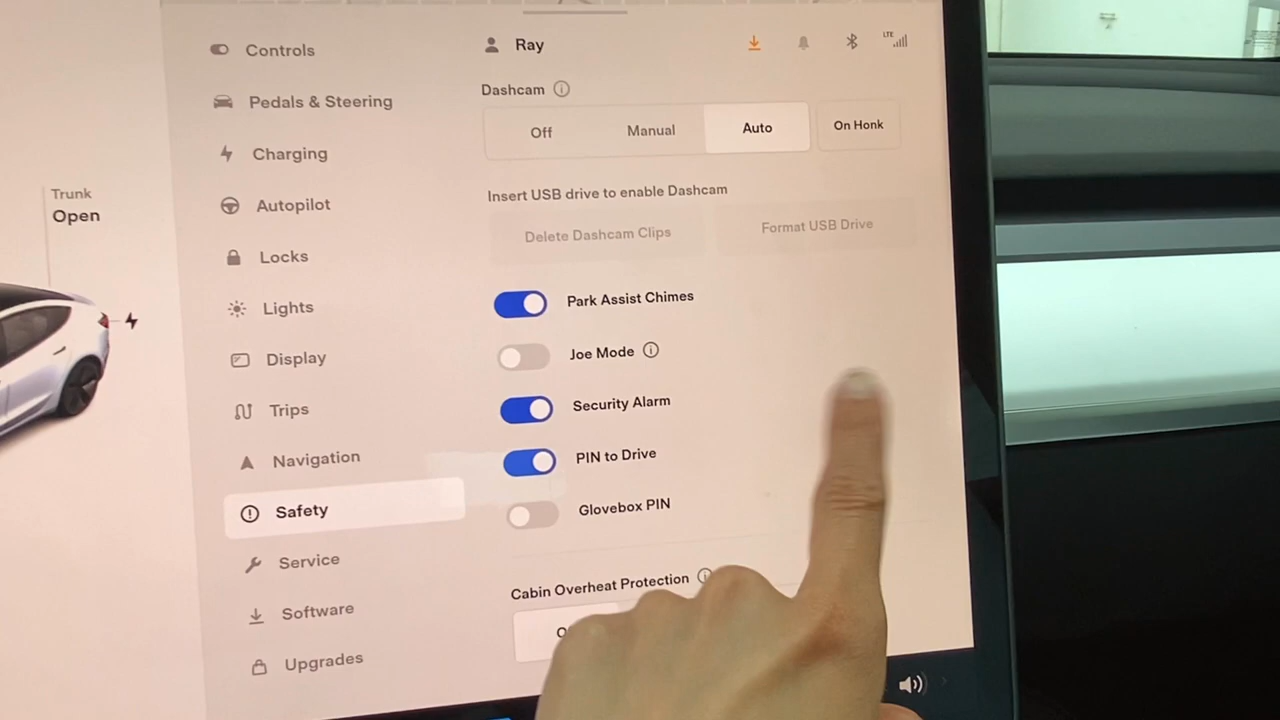 Trunk
Open
Controls
Pedals & Steering
Charging
Autopilot
Locks
Lights
Display
Trips
Navigation
Safety
Service
Software
Upgrades
Ray
LTE
Dashcam
Off
Manual
Auto
On Honk
Insert USB drive to enable Dashcam
Delete Dashcam Clips
Format USB Drive
Park Assist Chimes
Joe Mode
Security Alarm
PIN to Drive
Glovebox PIN
Cabin Overheat Protection